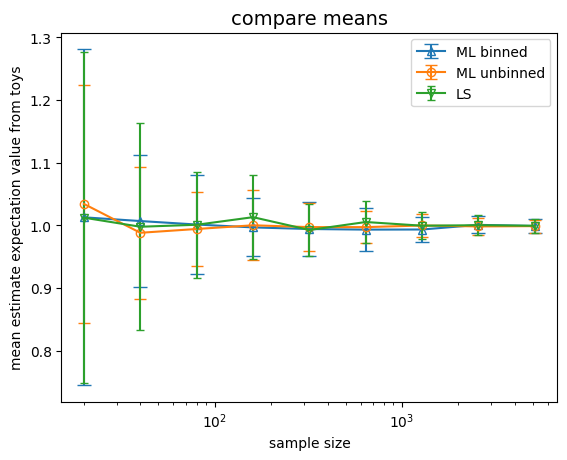 compare means
mean estimate expectation value from toys
1.3
1.2
1.1
1.0
0.9
0.8
ML binned
ML unbinned
LS
10²
10³
sample size